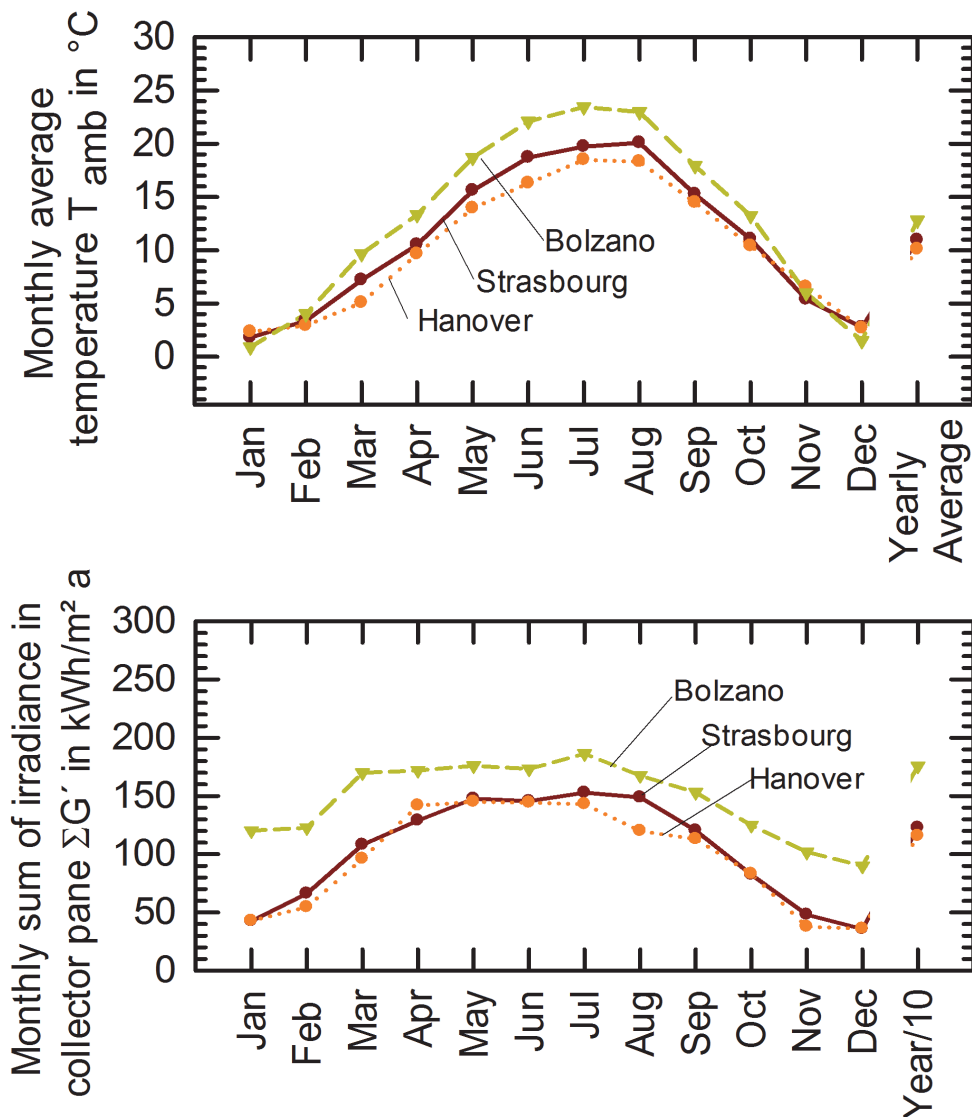 Monthly average
temperature T amb in °C
30
25
20
15
10
5
0
Bolzano
Strasbourg
Hanover
Jan
Feb
Mar
Apr
May
Jun
Jul
Aug
Sep
Oct
Nov
Dec
Yearly
Average
Monthly sum of irradiance in
collector pane ΣG´ in kWh/m² a
300
250
200
150
100
50
0
Bolzano
Strasbourg
Hanover
Jan
Feb
Mar
Apr
May
Jun
Jul
Aug
Sep
Oct
Nov
Dec
Year/10